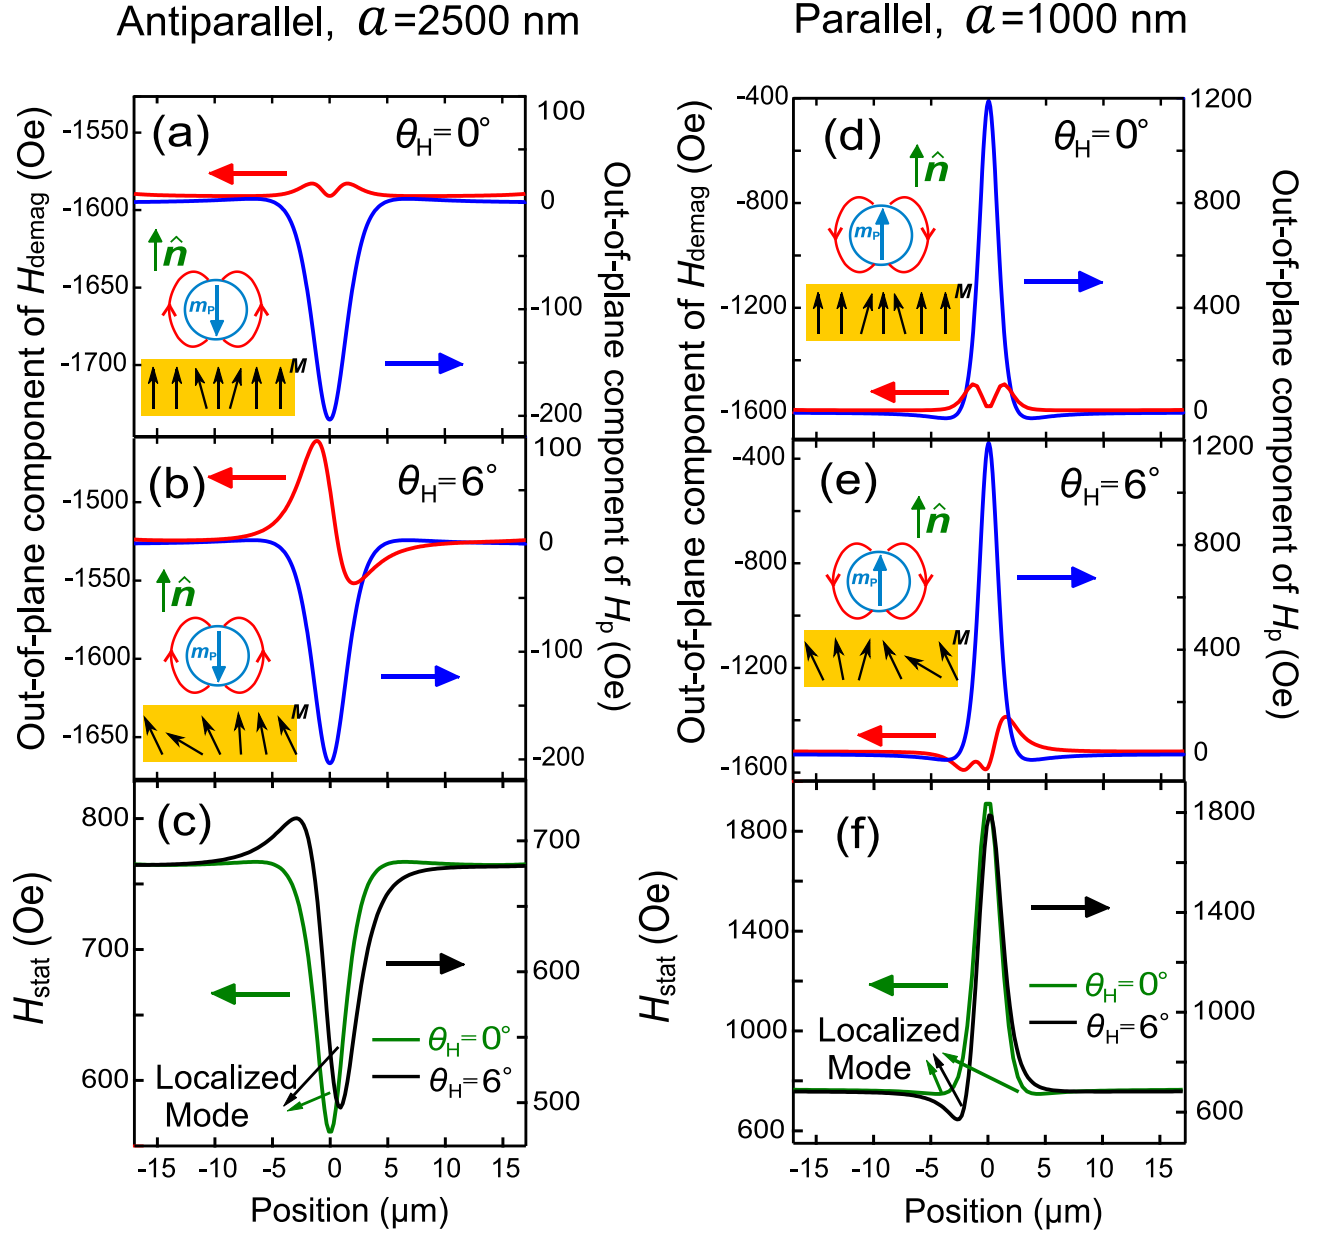 Antiparallel, a=2500 nm
Parallel, a=1000 nm
Out-of-plane component of Hdemag (Oe)
-1550
-1600
-1650
-1700
(a)
θH=0°
n̂
mP
M
100
0
-100
-200
Out-of-plane component of Hp (Oe)
-1500
-1550
-1600
-1650
(b)
θH=6°
n̂
mP
M
100
0
-100
-200
Hstat (Oe)
800
700
600
(c)
θH=0°
θH=6°
Localized
Mode
700
600
500
-15 -10 -5 0 5 10 15
Position (µm)
Out-of-plane component of Hdemag (Oe)
-400
-800
-1200
-1600
(d)
θH=0°
n̂
mP
M
1200
800
400
0
Out-of-plane component of Hp (Oe)
-400
-800
-1200
-1600
(e)
θH=6°
n̂
mP
M
1200
800
400
0
Hstat (Oe)
1800
1400
1000
600
(f)
θH=0°
θH=6°
Localized
Mode
1800
1400
1000
600
-15 -10 -5 0 5 10 15
Position (µm)